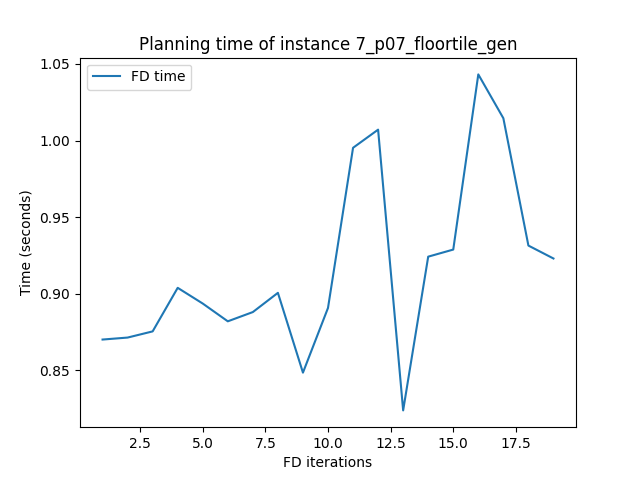 Planning time of instance 7_p07_floortile_gen
FD time
1.05
1.00
0.95
0.90
0.85
Time (seconds)
2.5 5.0 7.5 10.0 12.5 15.0 17.5
FD iterations